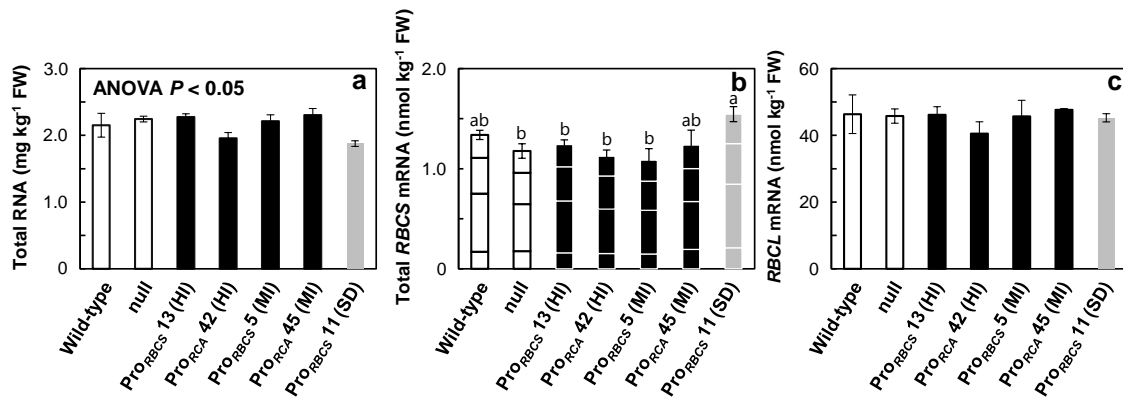 Total RNA (mg kg⁻¹ FW)
3.0
2.0
1.0
0
ANOVA P < 0.05
a
Wild-type
null
ProRBCS 13 (HI)
ProRCA 42 (HI)
ProRBCS 5 (MI)
ProRCA 45 (MI)
ProRBCS 11 (SD)
Total RBCS mRNA (nmol kg⁻¹ FW)
2.0
1.0
0
b
ab
b
b
b
b
ab
a
Wild-type
null
ProRBCS 13 (HI)
ProRCA 42 (HI)
ProRBCS 5 (MI)
ProRCA 45 (MI)
ProRBCS 11 (SD)
RBCL mRNA (nmol kg⁻¹ FW)
60
40
20
0
c
Wild-type
null
ProRBCS 13 (HI)
ProRCA 42 (HI)
ProRBCS 5 (MI)
ProRCA 45 (MI)
ProRBCS 11 (SD)